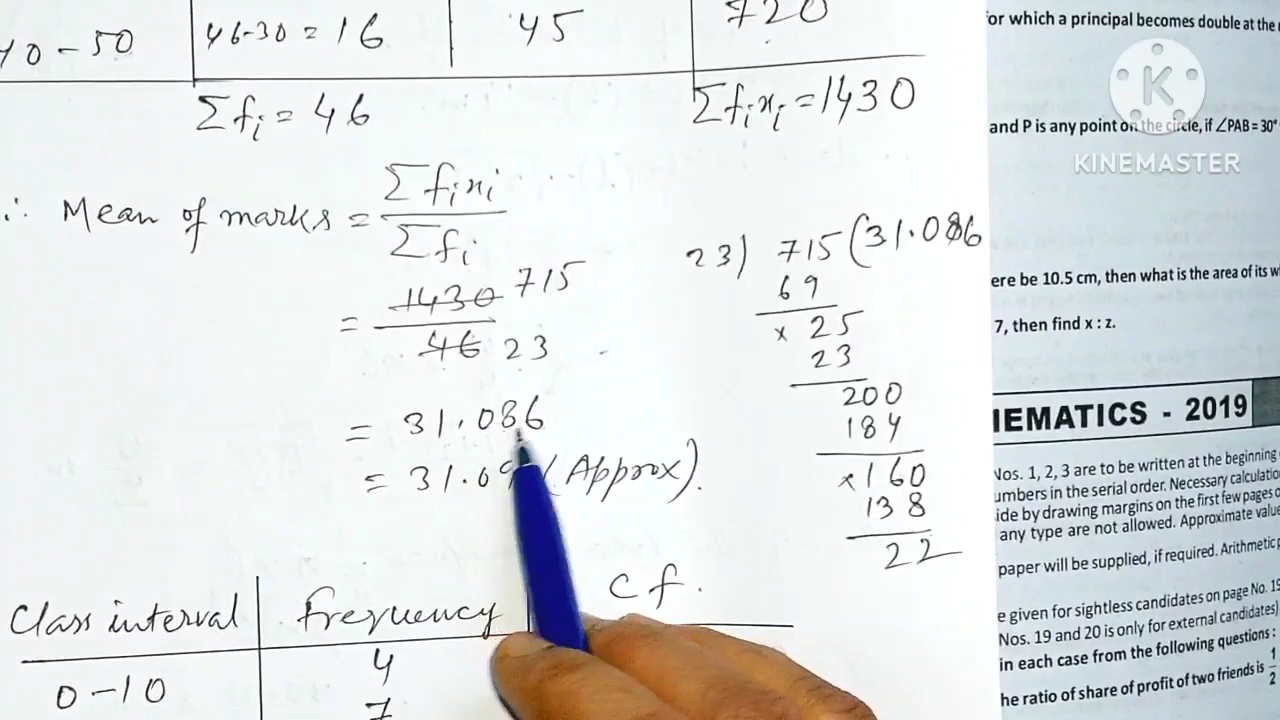 40-50 46-30=16 45 720
Σfᵢ = 46 Σfᵢxᵢ = 1430
∴ Mean of marks = Σfᵢxᵢ / Σfᵢ
= 1430 715 / 46 23
= 31.086
= 31.09 (Approx).
23) 715 (31.086
69
× 25
23
200
184
× 160
138
22
Class interval frequency cf.
0-10 4
7
or which a principal becomes double at the
and P is any point on the circle, if ∠PAB = 30°
ere be 10.5 cm, then what is the area of its
7, then find x : z.
EMATICS - 2019
Nos. 1, 2, 3 are to be written at the beginning
umbers in the serial order. Necessary calculatio
ide by drawing margins on the first few pages o
any type are not allowed. Approximate value
paper will be supplied, if required. Arithmetic
e given for sightless candidates on page No. 19
Nos. 19 and 20 is only for external candidates)
in each case from the following questions :
he ratio of share of profit of two friends is 1/2
K
KINEMASTER